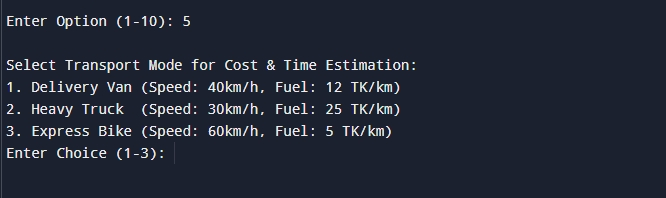 Enter Option (1-10): 5
Select Transport Mode for Cost & Time Estimation:
1. Delivery Van (Speed: 40km/h, Fuel: 12 TK/km)
2. Heavy Truck  (Speed: 30km/h, Fuel: 25 TK/km)
3. Express Bike (Speed: 60km/h, Fuel: 5 TK/km)
Enter Choice (1-3):